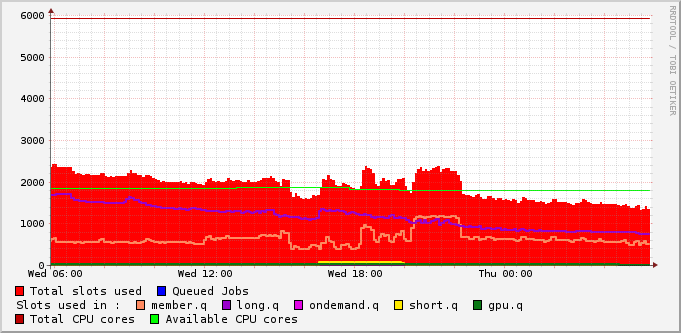 RRDTOOL / TOBI OETIKER
6000
5000
4000
3000
2000
1000
0
Wed 06:00 Wed 12:00 Wed 18:00 Thu 00:00
Total slots used Queued Jobs
Slots used in : member.q long.q ondemand.q short.q gpu.q
Total CPU cores Available CPU cores